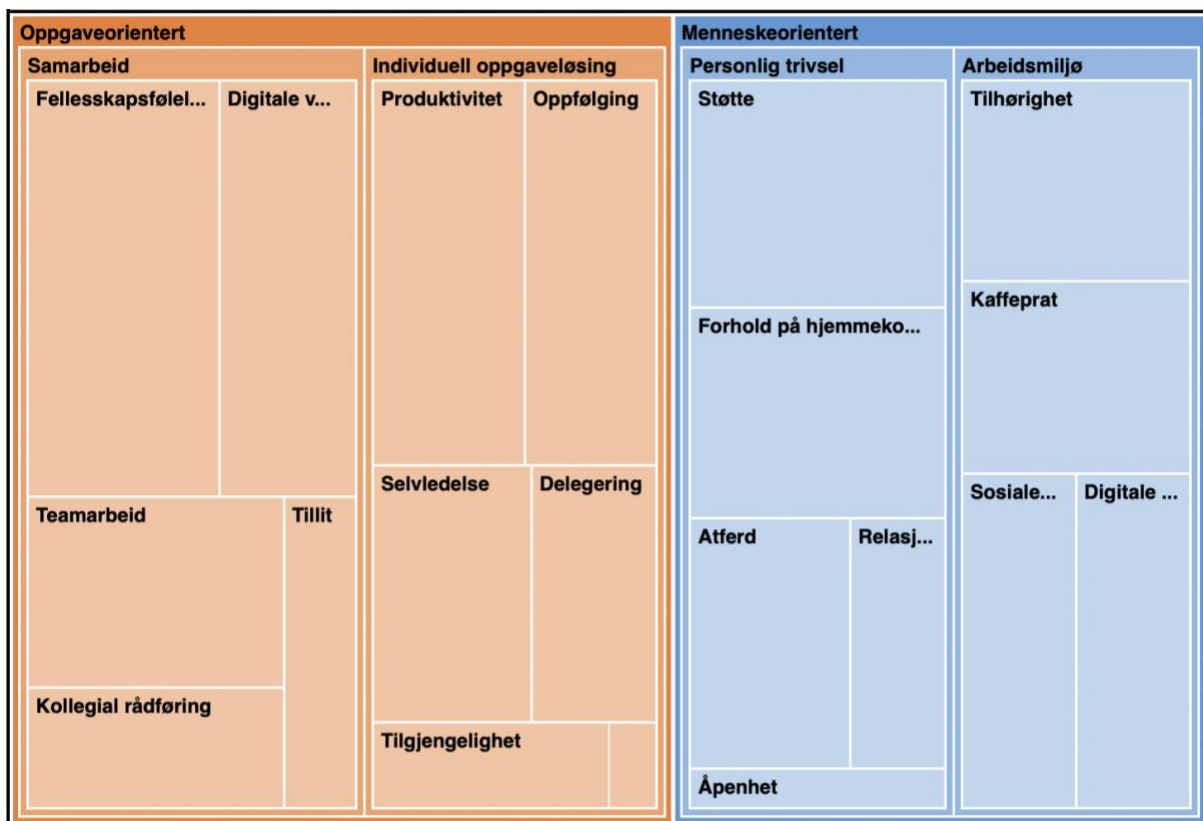 Oppgaveorientert
Samarbeid
Fellesskapsfølel...
Digitale v...
Teamarbeid
Tillit
Kollegial rådføring
Individuell oppgaveløsing
Produktivitet
Oppfølging
Selvledelse
Delegering
Tilgjengelighet
Menneskeorientert
Personlig trivsel
Støtte
Forhold på hjemmeko...
Atferd
Relasj...
Åpenhet
Arbeidsmiljø
Tilhørighet
Kaffeprat
Sosiale...
Digitale ...